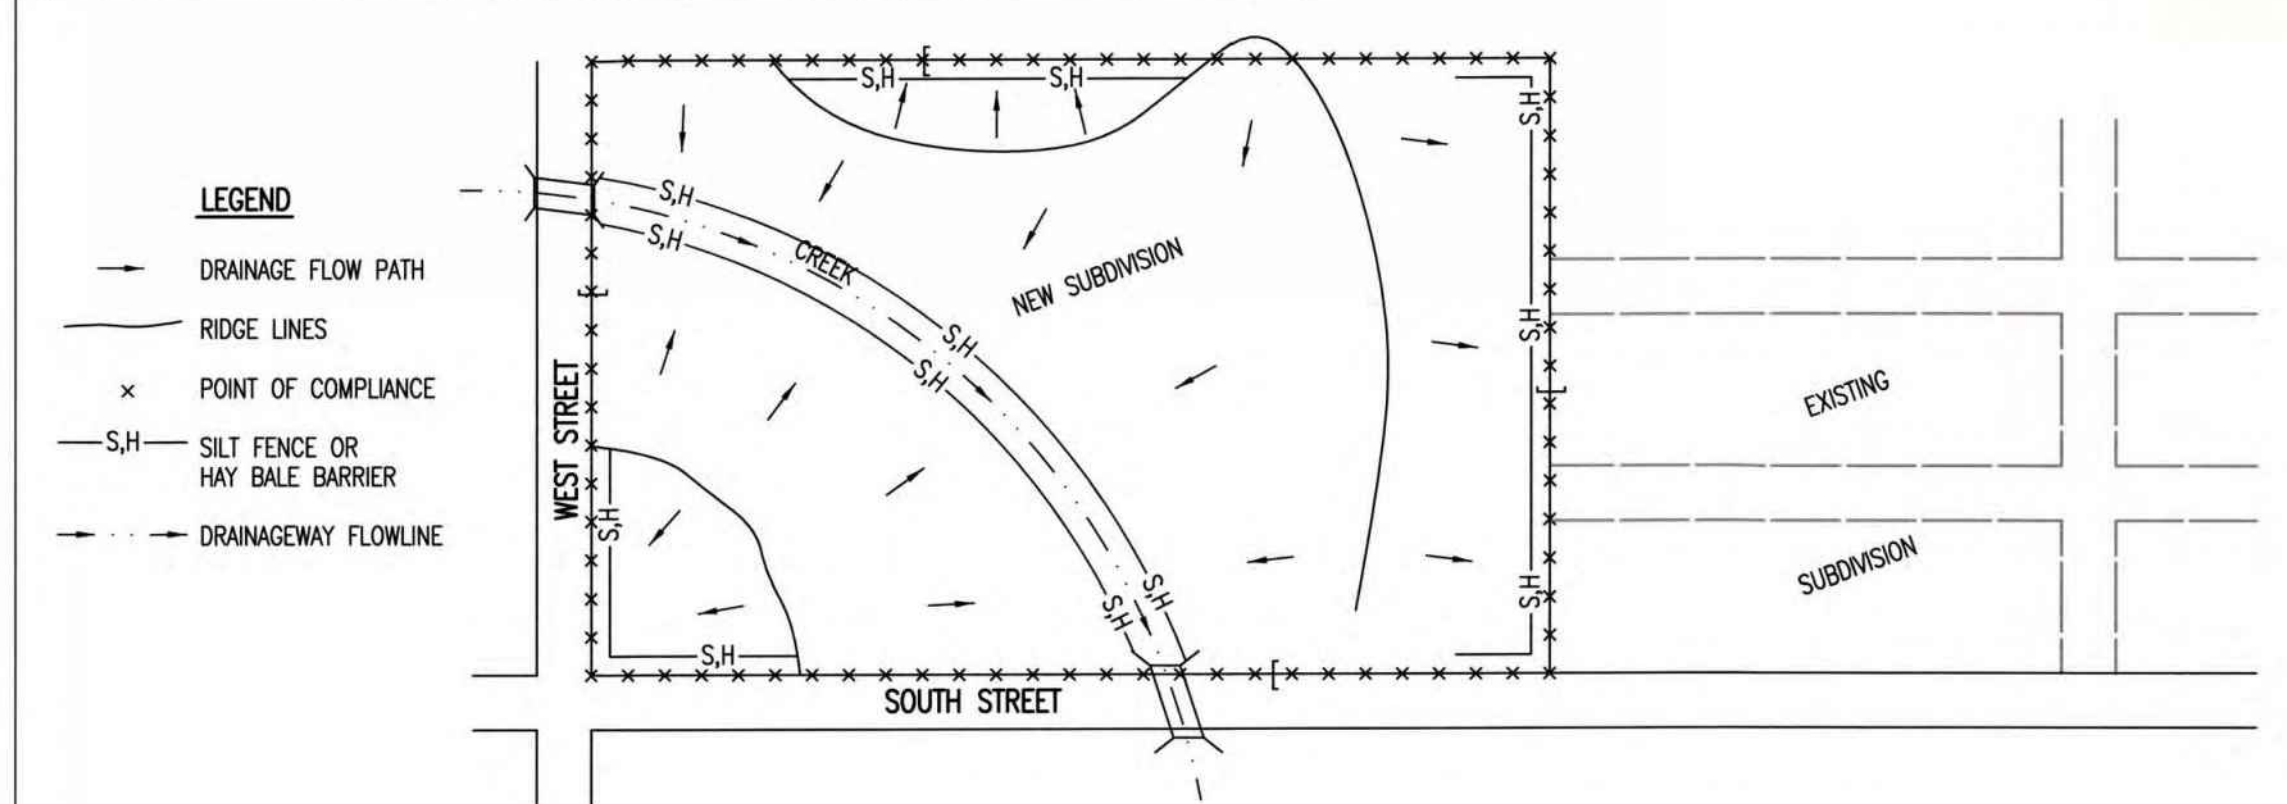 LEGEND
DRAINAGE FLOW PATH
RIDGE LINES
× POINT OF COMPLIANCE
S,H SILT FENCE OR
HAY BALE BARRIER
DRAINAGEWAY FLOWLINE
S,H
S,H
S,H
S,H
S,H
CREEK
NEW SUBDIVISION
S,H
S,H
S,H
WEST STREET
EXISTING
S,H
SUBDIVISION
S,H
S,H
S,H
S,H
SOUTH STREET